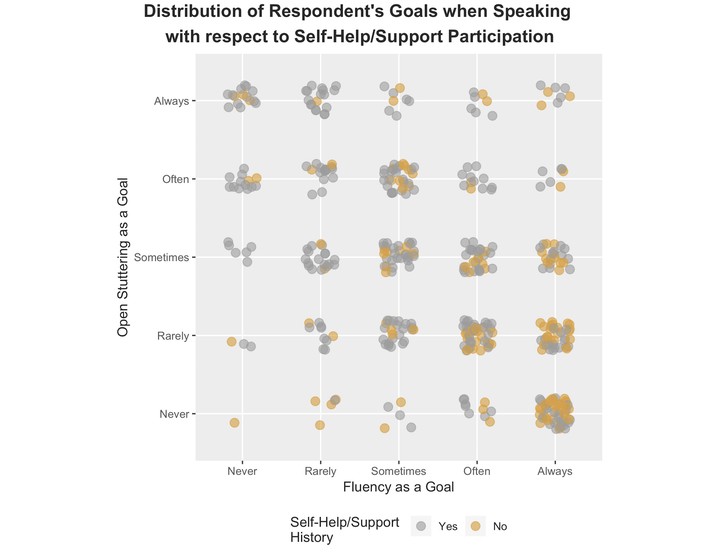 Distribution of Respondent's Goals when Speaking
with respect to Self-Help/Support Participation
Open Stuttering as a Goal
Always
Often
Sometimes
Rarely
Never
Never Rarely Sometimes Often Always
Fluency as a Goal
Self-Help/Support
History
Yes No